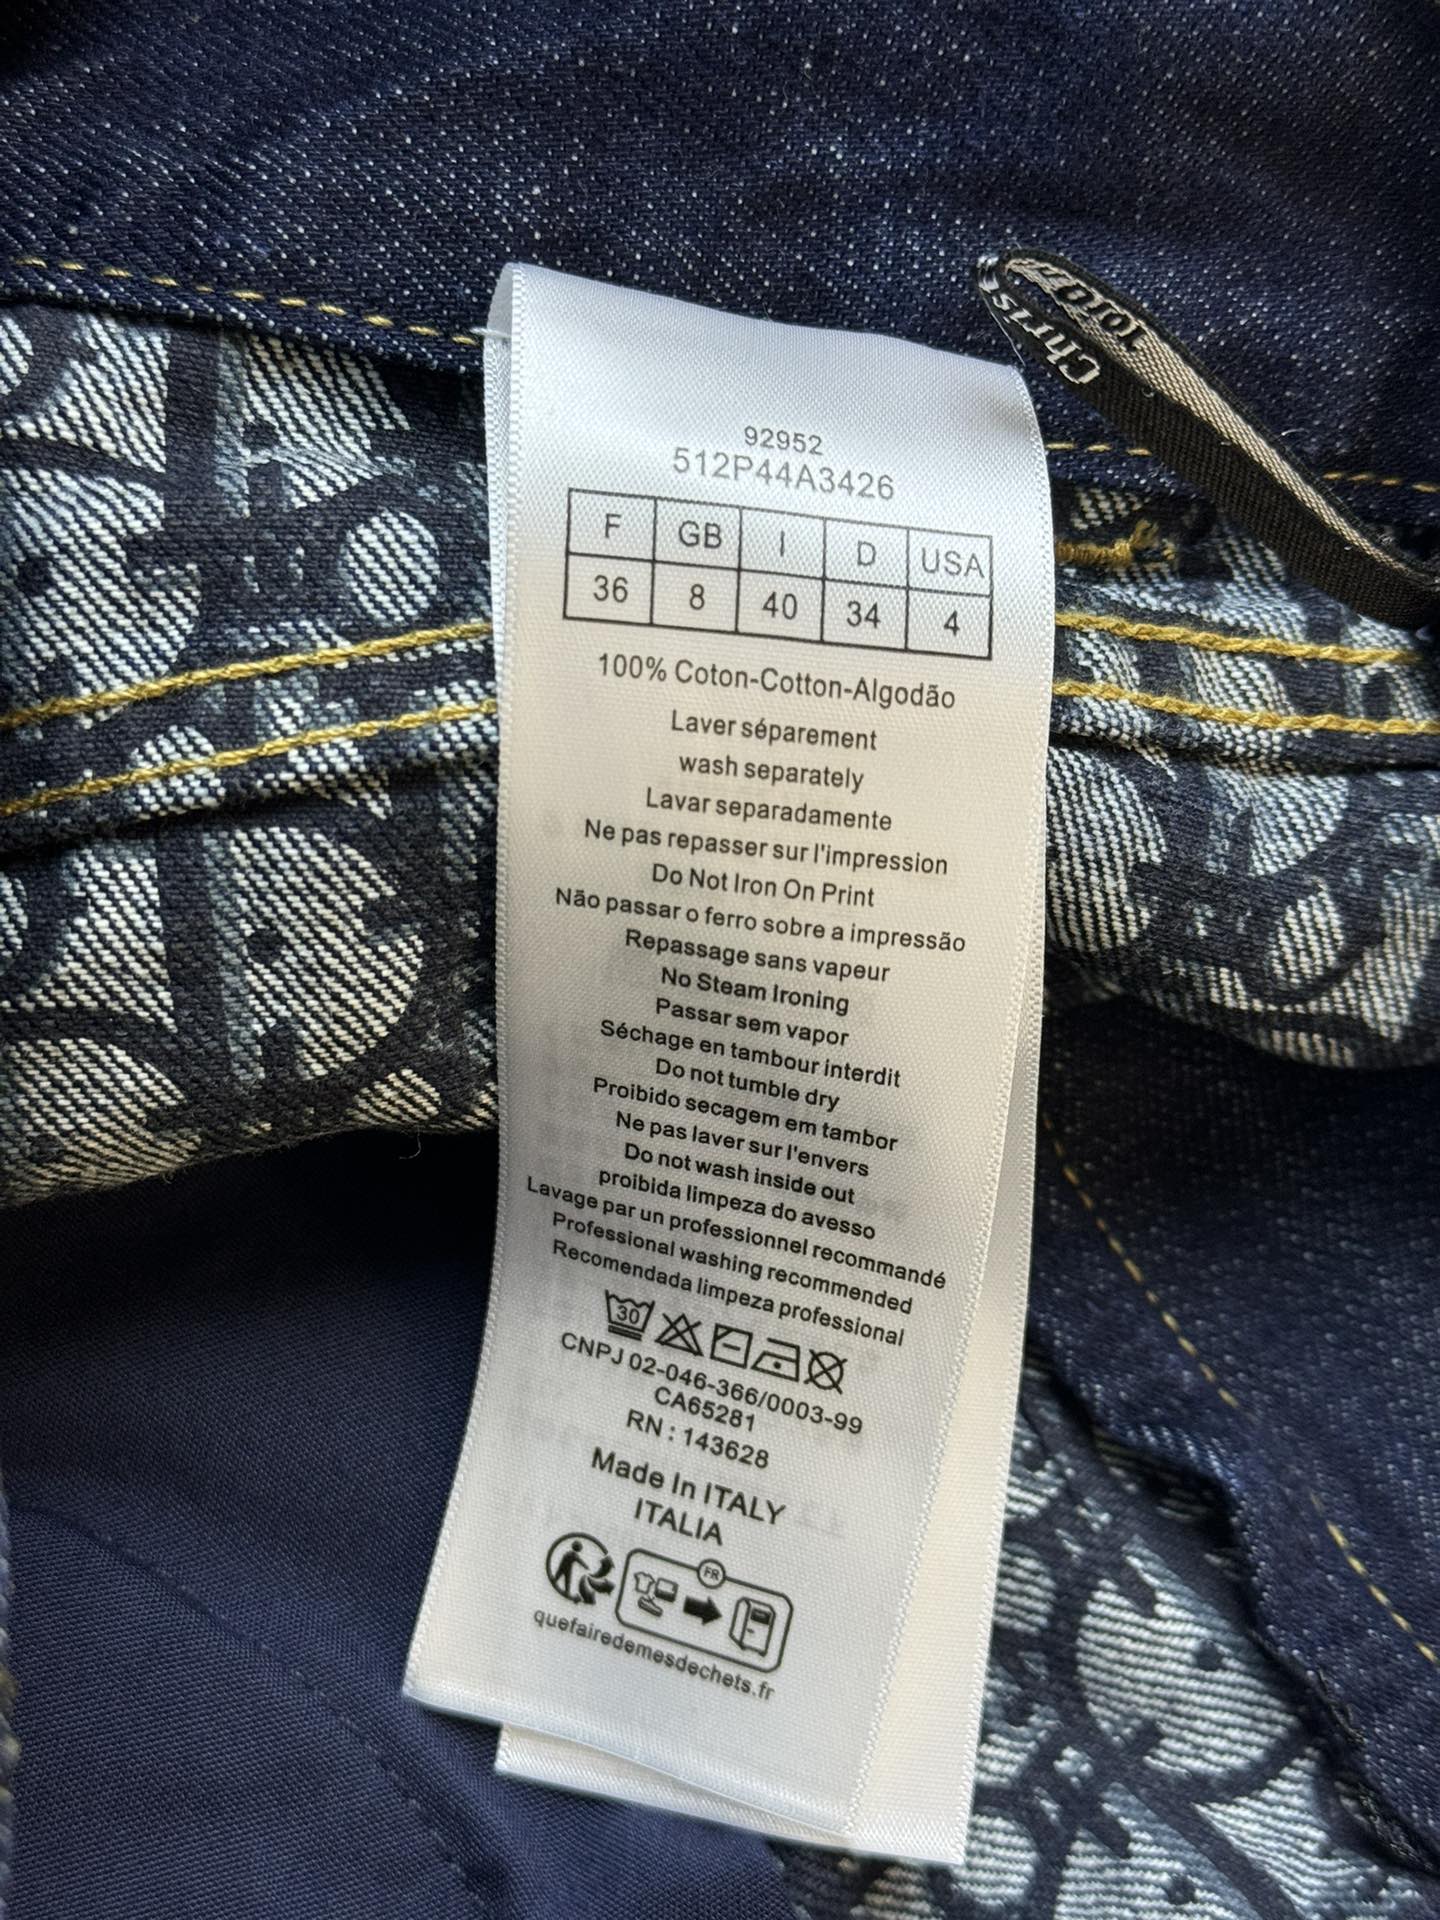 Christ
Dior
92952
512P44A3426
F GB I D USA
36 8 40 34 4
100% Coton-Cotton-Algodão
Laver séparement
wash separately
Lavar separadamente
Ne pas repasser sur l'impression
Do Not Iron On Print
Não passar o ferro sobre a impressão
Repassage sans vapeur
No Steam Ironing
Passar sem vapor
Séchage en tambour interdit
Do not tumble dry
Proibido secagem em tambor
Ne pas laver sur l'envers
Do not wash inside out
proibida limpeza do avesso
Lavage par un professionnel recommandé
Professional washing recommended
Recomendada limpeza professional
30
CNPJ 02-046-366/0003-99
CA65281
RN : 143628
Made In ITALY
ITALIA
FR
quefairedemesdechets.fr